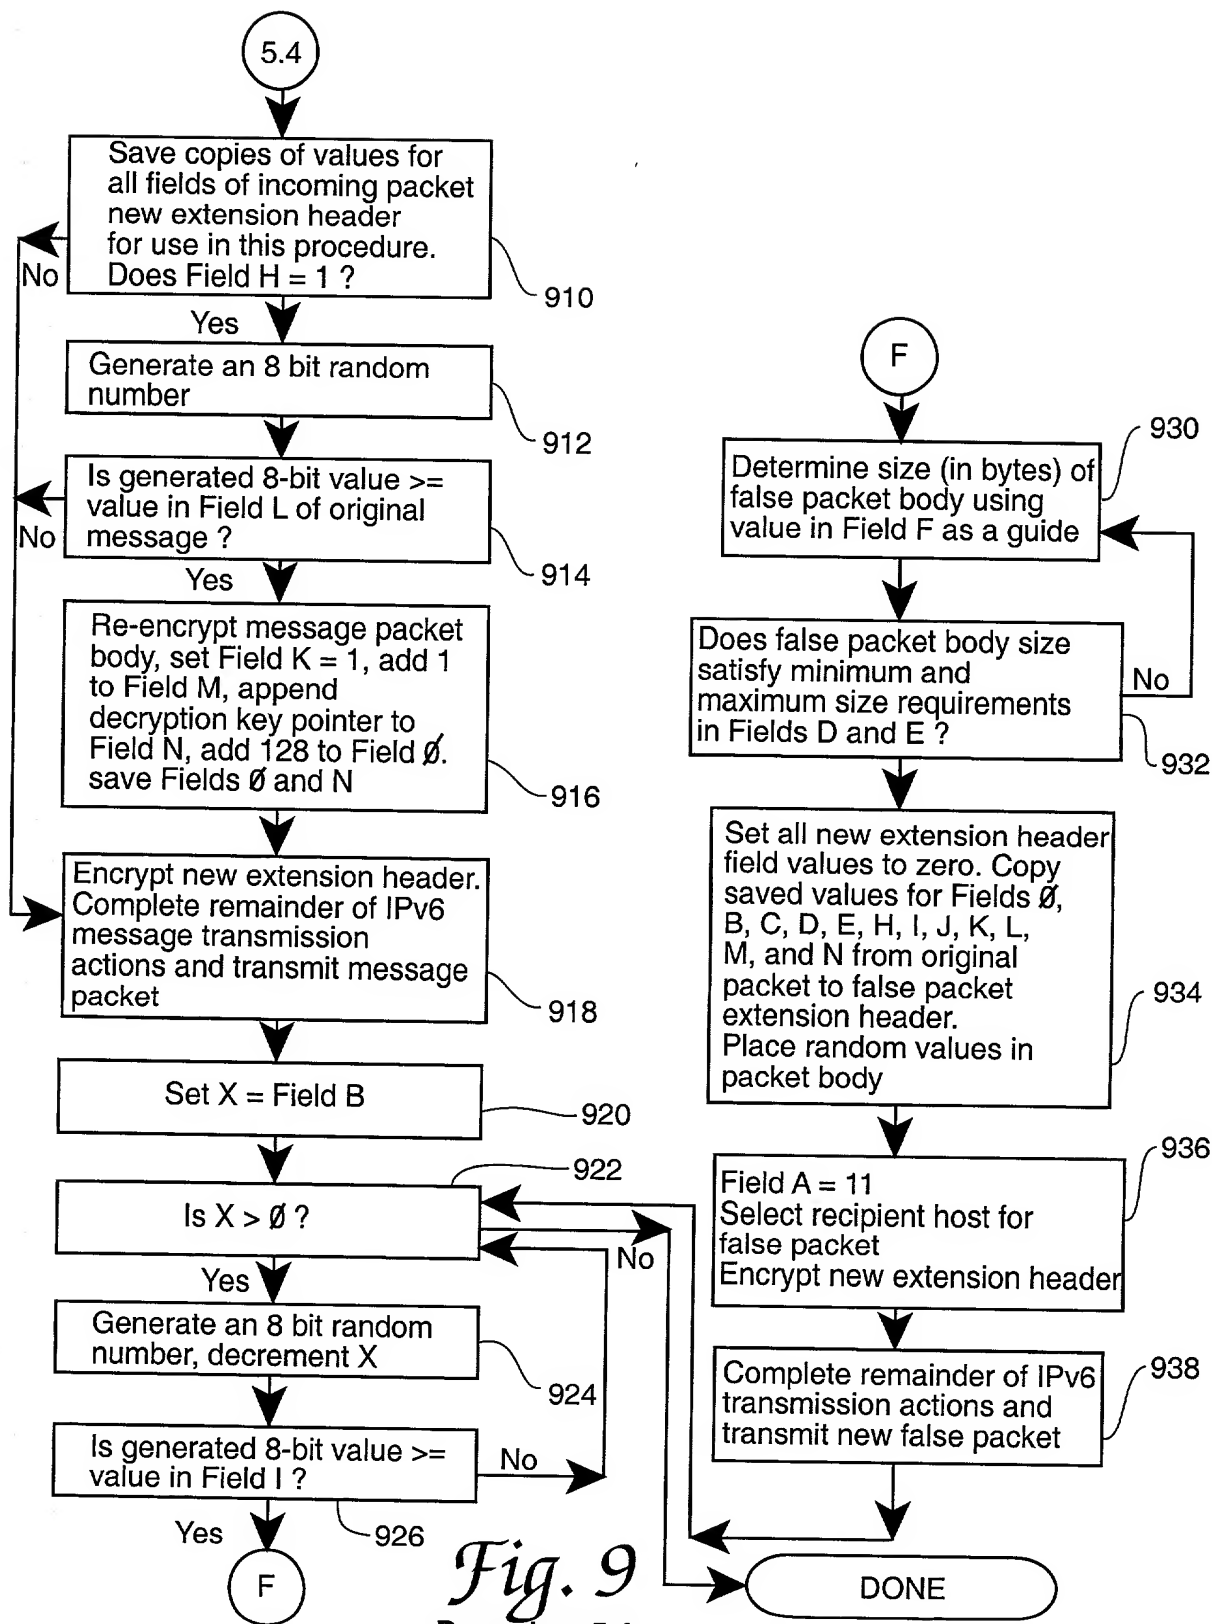 5.4
Save copies of values for
all fields of incoming packet
new extension header
for use in this procedure.
Does Field H = 1 ?
No
910
Yes
Generate an 8 bit random
number
912
Is generated 8-bit value >=
value in Field L of original
message ?
No
914
Yes
Re-encrypt message packet
body, set Field K = 1, add 1
to Field M, append
decryption key pointer to
Field N, add 128 to Field Ø.
save Fields Ø and N
916
Encrypt new extension header.
Complete remainder of IPv6
message transmission
actions and transmit message
packet
918
Set X = Field B
920
922
Is X > Ø ?
No
Yes
Generate an 8 bit random
number, decrement X
924
Is generated 8-bit value >=
value in Field I ?
No
926
Yes
F
F
930
Determine size (in bytes) of
false packet body using
value in Field F as a guide
Does false packet body size
satisfy minimum and
maximum size requirements
in Fields D and E ?
No
932
Set all new extension header
field values to zero. Copy
saved values for Fields Ø,
B, C, D, E, H, I, J, K, L,
M, and N from original
packet to false packet
extension header.
Place random values in
packet body
934
936
Field A = 11
Select recipient host for
false packet
Encrypt new extension header
938
Complete remainder of IPv6
transmission actions and
transmit new false packet
DONE
Fig. 9